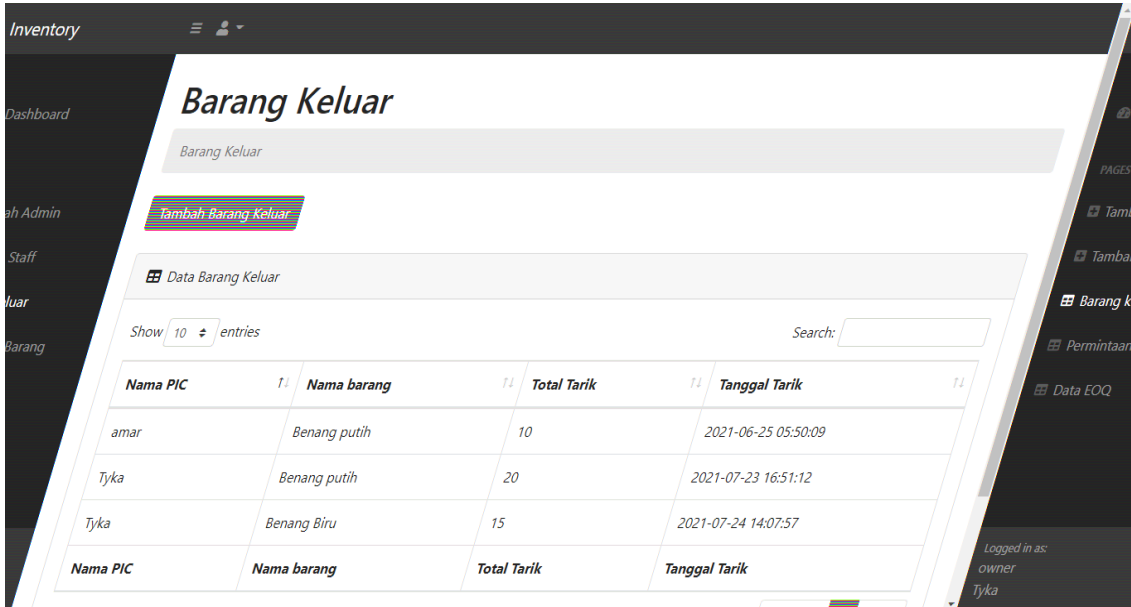 Inventory
Dashboard
ah Admin
Staff
luar
Barang
Barang Keluar
Barang Keluar
Tambah Barang Keluar
Data Barang Keluar
Show 10 entries
Search:
Nama PIC Nama barang Total Tarik Tanggal Tarik
amar Benang putih 10 2021-06-25 05:50:09
Tyka Benang putih 20 2021-07-23 16:51:12
Tyka Benang Biru 15 2021-07-24 14:07:57
Nama PIC Nama barang Total Tarik Tanggal Tarik
PAGES
Tamb
Tambah
Barang k
Permintaan
Data EOQ
Logged in as:
owner
Tyka